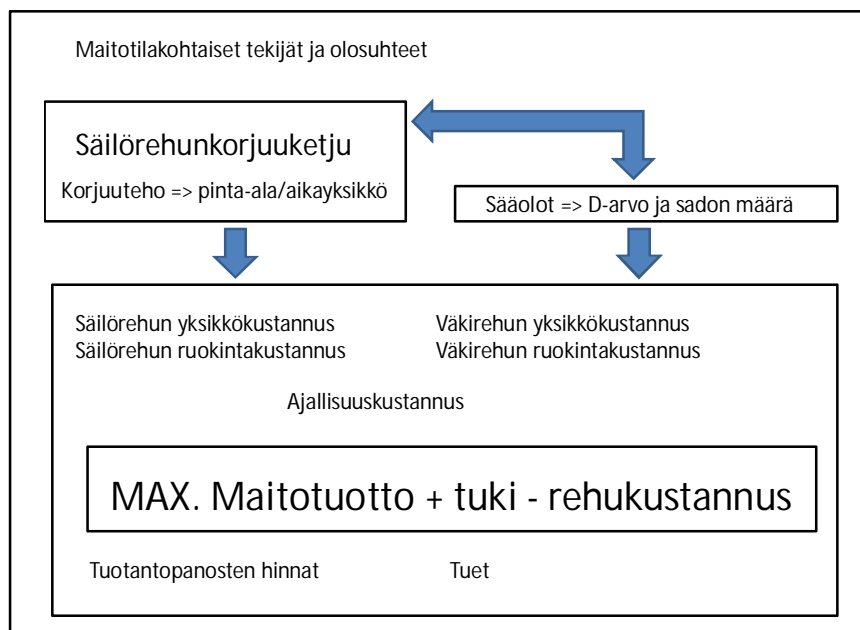 Maitotilakohtaiset tekijät ja olosuhteet
Säilörehunkorjuuketju
Korjuuteho => pinta-ala/aikayksikkö
Sääolot => D-arvo ja sadon määrä
Säilörehun yksikkökustannus
Säilörehun ruokintakustannus
Väkirehun yksikkökustannus
Väkirehun ruokintakustannus
Ajallisuuskustannus
MAX. Maitotuotto + tuki - rehukustannus
Tuotantopanosten hinnat
Tuet